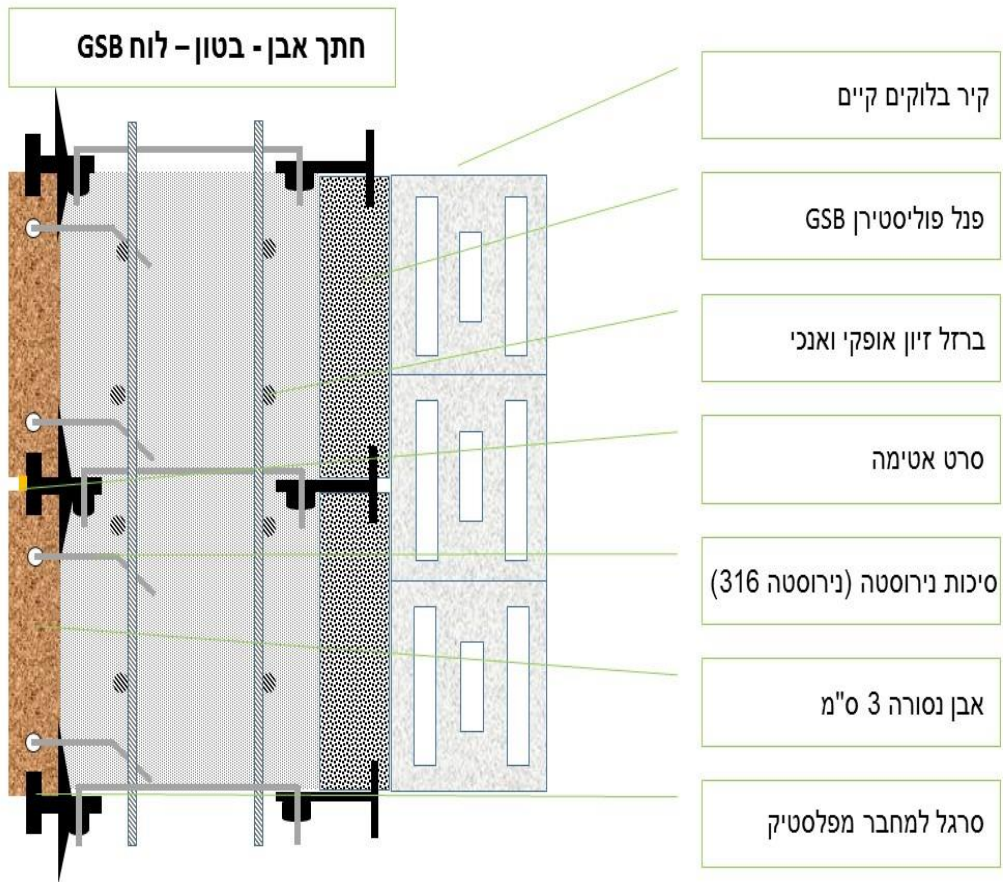 חתך אבן - בטון – לוח GSB
קיר בלוקים קיים
פנל פוליסטירן GSB
ברזל זיון אופקי ואנכי
סרט אטימה
סיכות נירוסטה (נירוסטה 316)
אבן נסורה 3 ס"מ
סרגל למחבר מפלסטיק